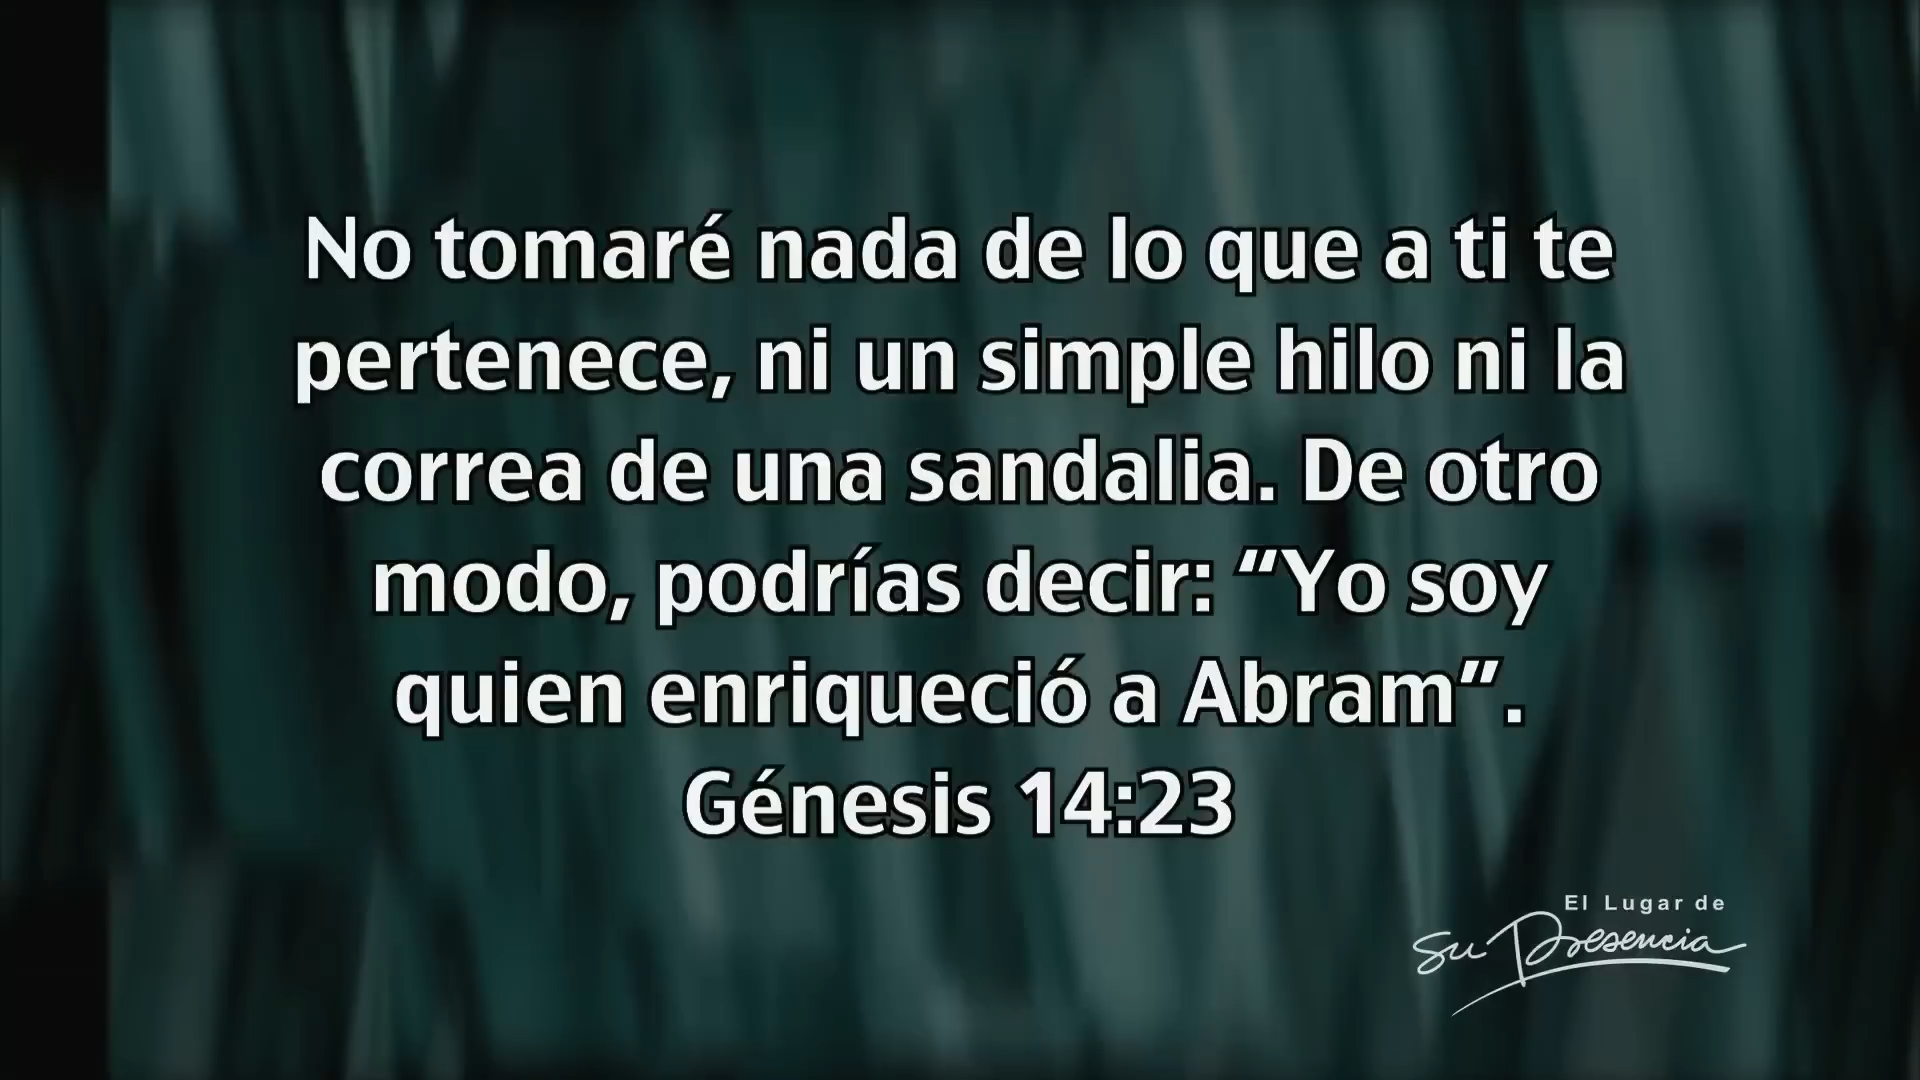 No tomaré nada de lo que a ti te
pertenece, ni un simple hilo ni la
correa de una sandalia. De otro
modo, podrías decir: “Yo soy
quien enriqueció a Abram”.
Génesis 14:23
El Lugar de
Su Presencia